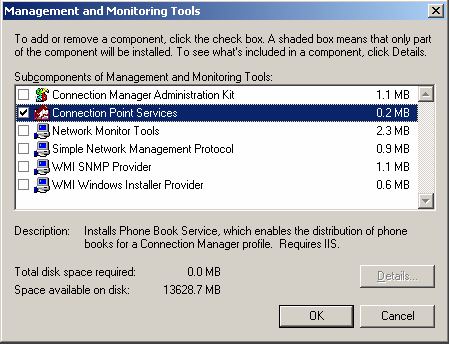 Management and Monitoring Tools
To add or remove a component, click the check box. A shaded box means that only part
of the component will be installed. To see what's included in a component, click Details.
Subcomponents of Management and Monitoring Tools:
Connection Manager Administration Kit 1.1 MB
Connection Point Services 0.2 MB
Network Monitor Tools 2.3 MB
Simple Network Management Protocol 0.9 MB
WMI SNMP Provider 1.1 MB
WMI Windows Installer Provider 0.6 MB
Description: Installs Phone Book Service, which enables the distribution of phone
books for a Connection Manager profile. Requires IIS.
Total disk space required: 0.0 MB
Space available on disk: 13628.7 MB
Details...
OK Cancel